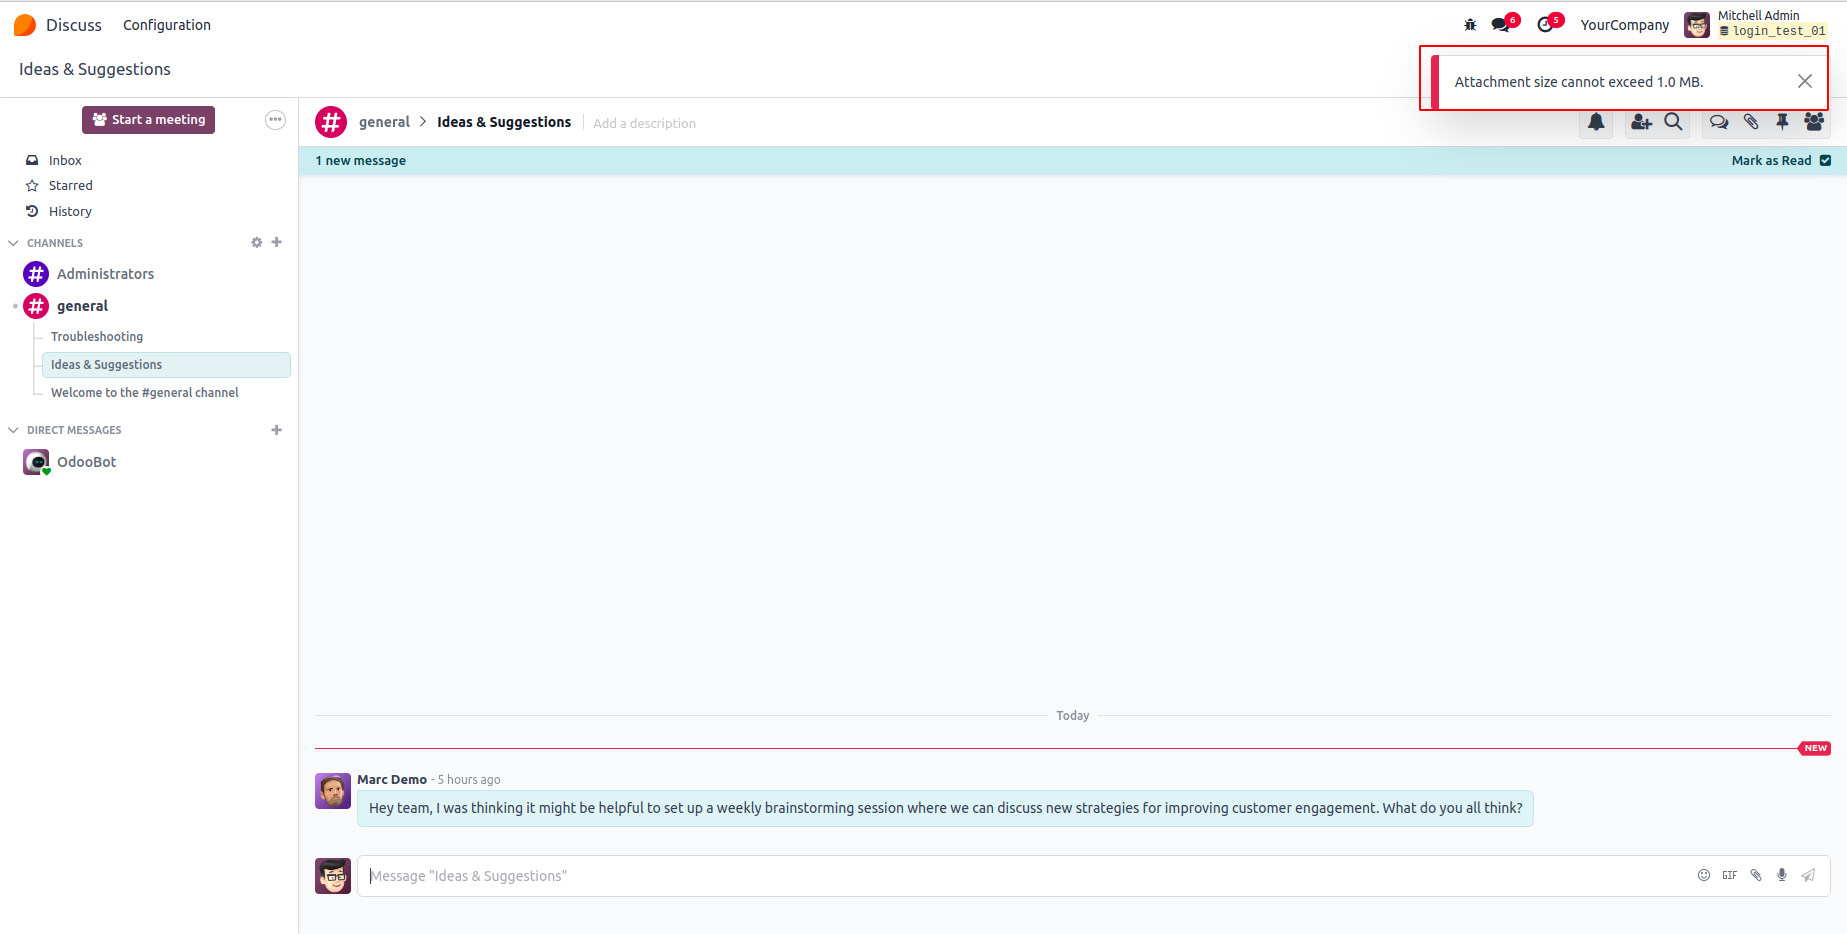 Discuss
Configuration
6
5
YourCompany
Mitchell Admin
login_test_01
Ideas & Suggestions
Attachment size cannot exceed 1.0 MB.
Start a meeting
general > Ideas & Suggestions
Add a description
1 new message
Mark as Read
Inbox
Starred
History
CHANNELS
Administrators
general
Troubleshooting
Ideas & Suggestions
Welcome to the #general channel
DIRECT MESSAGES
OdooBot
Today
NEW
Marc Demo - 5 hours ago
Hey team, I was thinking it might be helpful to set up a weekly brainstorming session where we can discuss new strategies for improving customer engagement. What do you all think?
Message "Ideas & Suggestions"
GIF